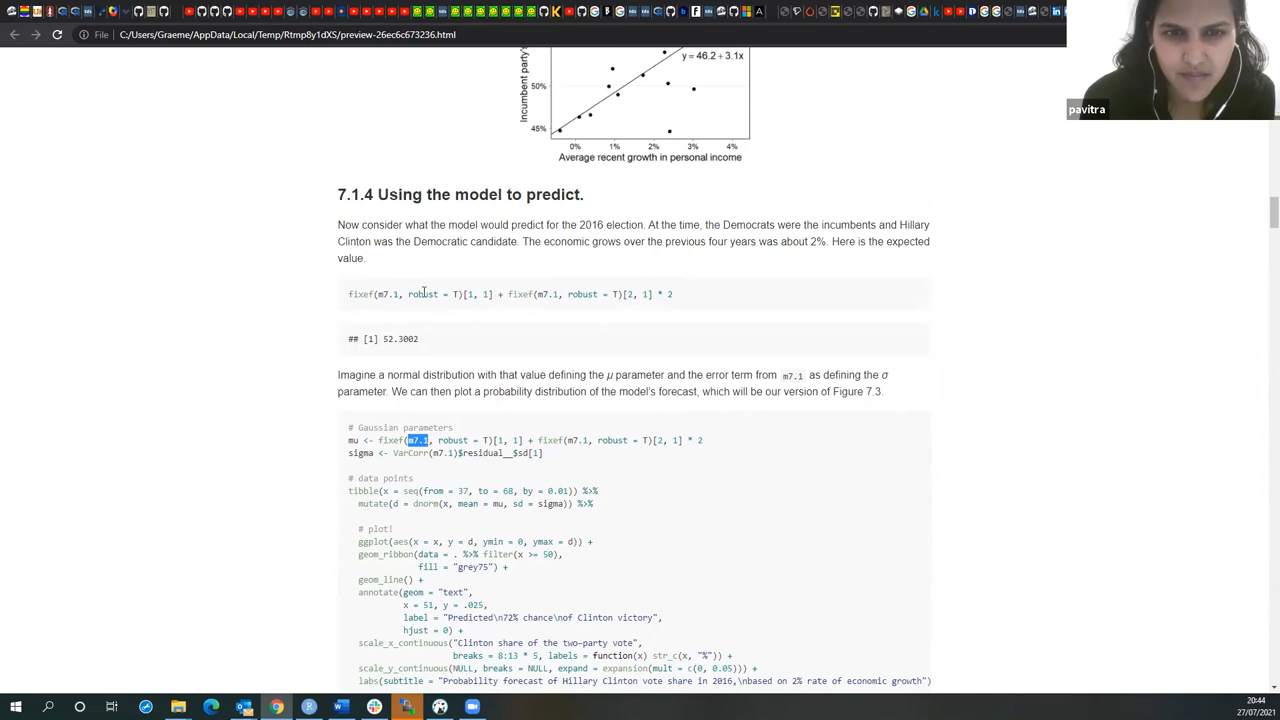 C:/Users/Graeme/AppData/Local/Temp/Rtmp8y1dXS/preview-26ec6c673236.html
pavitra
y = 46.2 + 3.1x
Incumbent party's
50%
45%
0% 1% 2% 3% 4%
Average recent growth in personal income
7.1.4 Using the model to predict.
Now consider what the model would predict for the 2016 election. At the time, the Democrats were the incumbents and Hillary
Clinton was the Democratic candidate. The economic grows over the previous four years was about 2%. Here is the expected
value.
fixef(m7.1, robust = T)[1, 1] + fixef(m7.1, robust = T)[2, 1] * 2
## [1] 52.3002
Imagine a normal distribution with that value defining the μ parameter and the error term from m7.1 as defining the σ
parameter. We can then plot a probability distribution of the model's forecast, which will be our version of Figure 7.3.
# Gaussian parameters
mu <- fixef(m7.1, robust = T)[1, 1] + fixef(m7.1, robust = T)[2, 1] * 2
sigma <- VarCorr(m7.1)$residual__$sd[1]
# data points
tibble(x = seq(from = 37, to = 68, by = 0.01)) %>%
mutate(d = dnorm(x, mean = mu, sd = sigma)) %>%
# plot!
ggplot(aes(x = x, y = d, ymin = 0, ymax = d)) +
geom_ribbon(data = . %>% filter(x >= 50),
fill = "grey75") +
geom_line() +
annotate(geom = "text",
x = 51, y = .025,
label = "Predicted\n72% chance\nof Clinton victory",
hjust = 0) +
scale_x_continuous("Clinton share of the two-party vote",
breaks = 8:13 * 5, labels = function(x) str_c(x, "%")) +
scale_y_continuous(NULL, breaks = NULL, expand = expansion(mult = c(0, 0.05))) +
labs(subtitle = "Probability forecast of Hillary Clinton vote share in 2016,\nbased on 2% rate of economic growth")
20:44
27/07/2021